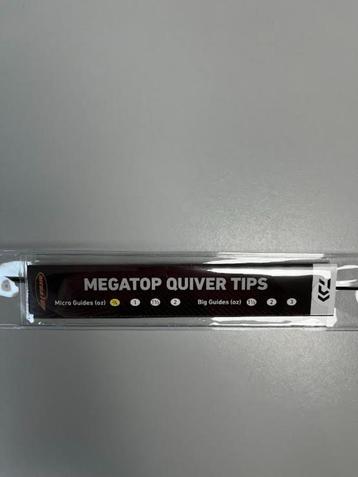 MEGATOP QUIVER TIPS
Micro Guides (oz) ¾ 1 1½ 2 Big Guides (oz) 1½ 2 3